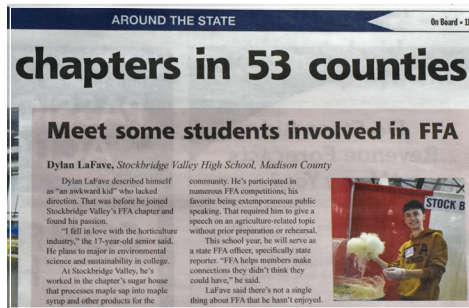 AROUND THE STATE
On Board •
chapters in 53 counties
Meet some students involved in FFA
Dylan LaFave, Stockbridge Valley High School, Madison County
Dylan LaFave described himself
as “an awkward kid” who lacked
direction. That was before he joined
Stockbridge Valley’s FFA chapter and
found his passion.
“I fell in love with the horticulture
industry,” the 17-year-old senior said.
He plans to major in environmental
science and sustainability in college.
At Stockbridge Valley, he’s
worked in the chapter’s sugar house
that processes maple sap into maple
syrup and other products for the
community. He’s participated in
numerous FFA competitions; his
favorite being extemporaneous public
speaking. That required him to give a
speech on an agriculture-related topic
without prior preparation or rehearsal.
This school year, he will serve as
a state FFA officer, specifically state
reporter. “FFA helps members make
connections they didn’t think they
could have,” he said.
LaFave said there’s not a single
thing about FFA that he hasn’t enjoyed.
STOCK B